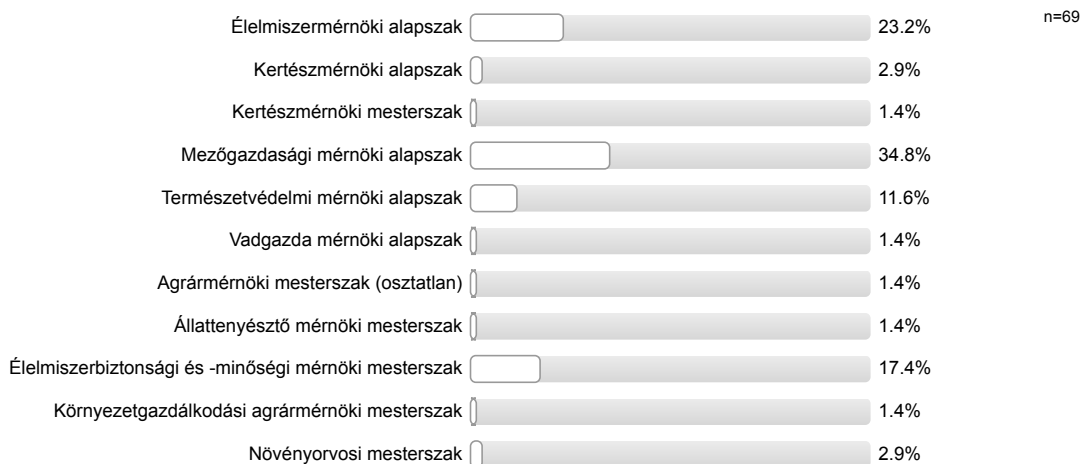 Élelmiszermérnöki alapszak 23.2% n=69
Kertészmérnöki alapszak 2.9%
Kertészmérnöki mesterszak 1.4%
Mezőgazdasági mérnöki alapszak 34.8%
Természetvédelmi mérnöki alapszak 11.6%
Vadgazda mérnöki alapszak 1.4%
Agrármérnöki mesterszak (osztatlan) 1.4%
Állattenyésztő mérnöki mesterszak 1.4%
Élelmiszerbiztonsági és -minőségi mérnöki mesterszak 17.4%
Környezetgazdálkodási agrármérnöki mesterszak 1.4%
Növényorvosi mesterszak 2.9%